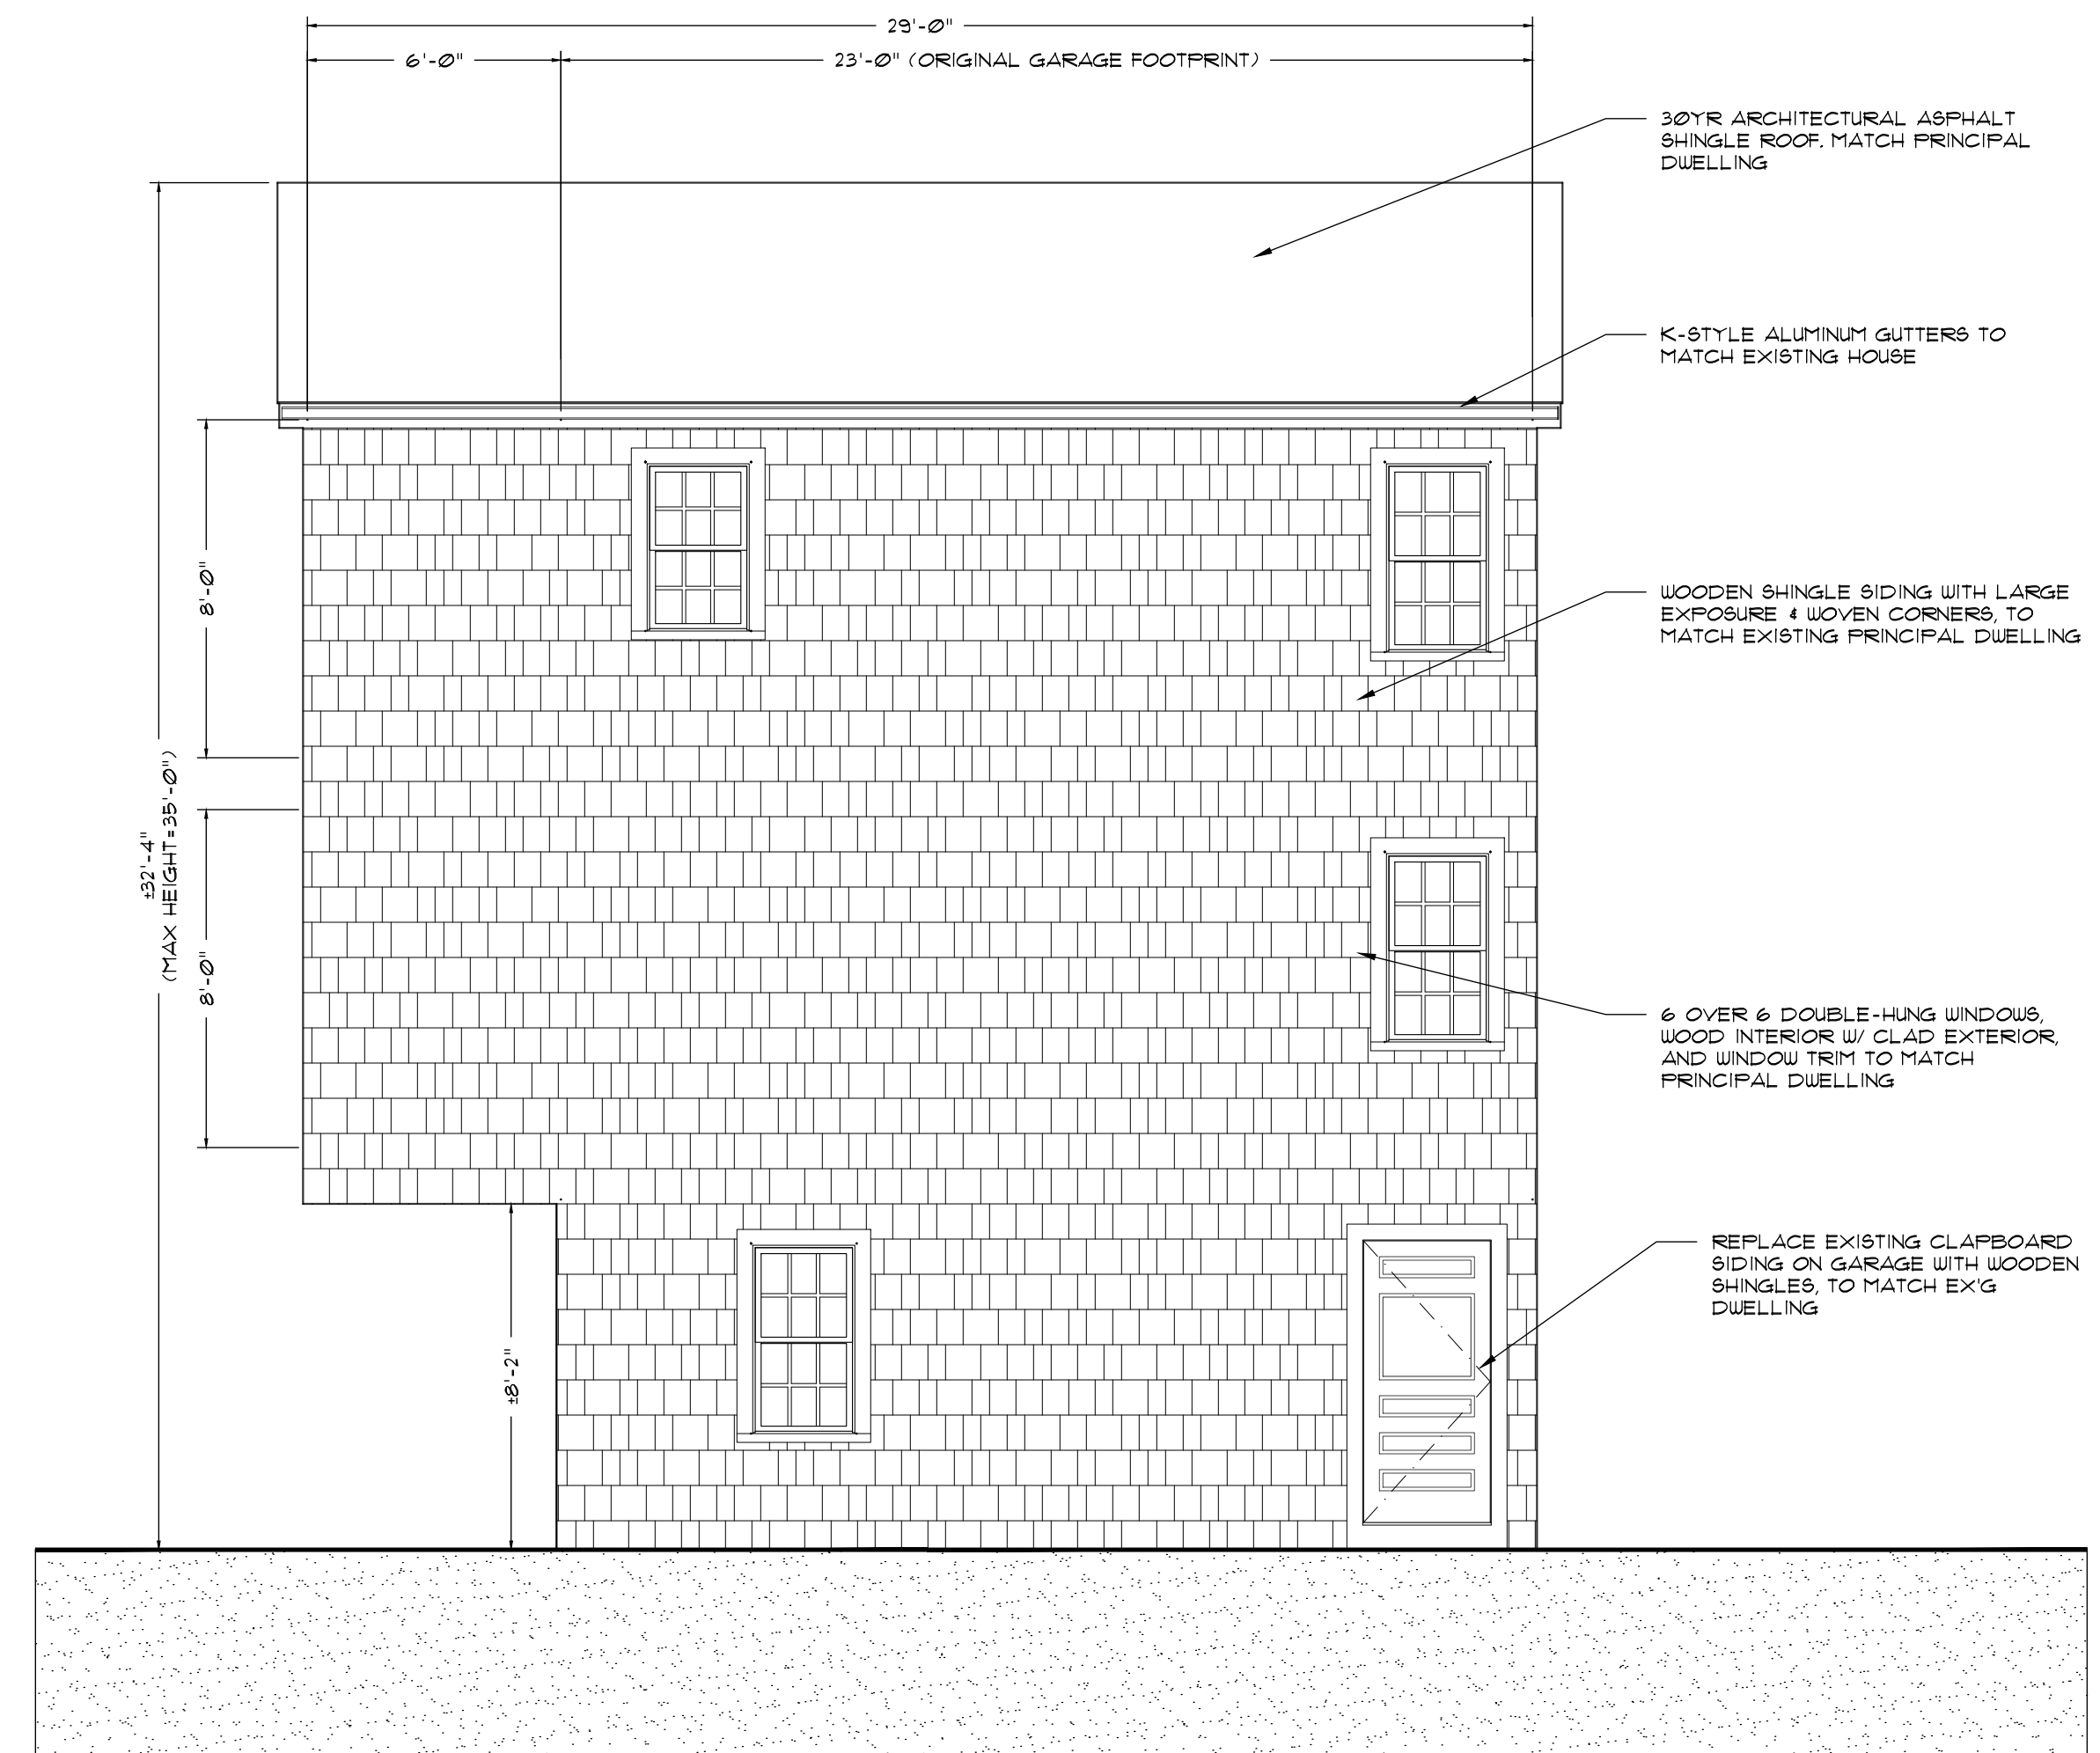 29'-0"
6'-0"
23'-0" (ORIGINAL GARAGE FOOTPRINT)
30YR ARCHITECTURAL ASPHALT
SHINGLE ROOF. MATCH PRINCIPAL
DWELLING
K-STYLE ALUMINUM GUTTERS TO
MATCH EXISTING HOUSE
8'-0"
WOODEN SHINGLE SIDING WITH LARGE
EXPOSURE & WOVEN CORNERS, TO
MATCH EXISTING PRINCIPAL DWELLING
±32'-4"
(MAX HEIGHT=35'-0")
8'-0"
6 OVER 6 DOUBLE-HUNG WINDOWS,
WOOD INTERIOR W/ CLAD EXTERIOR,
AND WINDOW TRIM TO MATCH
PRINCIPAL DWELLING
REPLACE EXISTING CLAPBOARD
SIDING ON GARAGE WITH WOODEN
SHINGLES, TO MATCH EX'G
DWELLING
±8'-2"